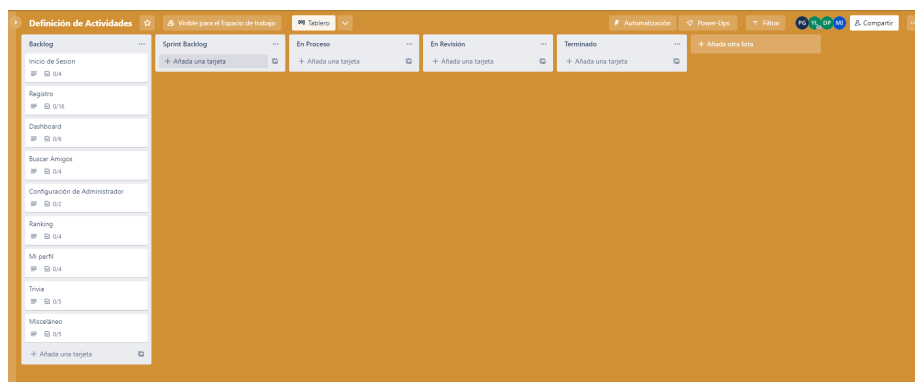 Definición de Actividades
Visible para el Espacio de trabajo
Tablero
Automatización
Power-Ups
Filtrar
PG
YL
DP
MI
Compartir
Backlog
Inicio de Sesion
0/4
Registro
0/16
Dashboard
0/6
Buscar Amigos
0/4
Configuración de Administrador
0/2
Ranking
0/4
Mi perfil
0/4
Trivia
0/5
Misceláneo
0/5
+ Añada una tarjeta
Sprint Backlog
+ Añada una tarjeta
En Proceso
+ Añada una tarjeta
En Revisión
+ Añada una tarjeta
Terminado
+ Añada una tarjeta
+ Añada otra lista